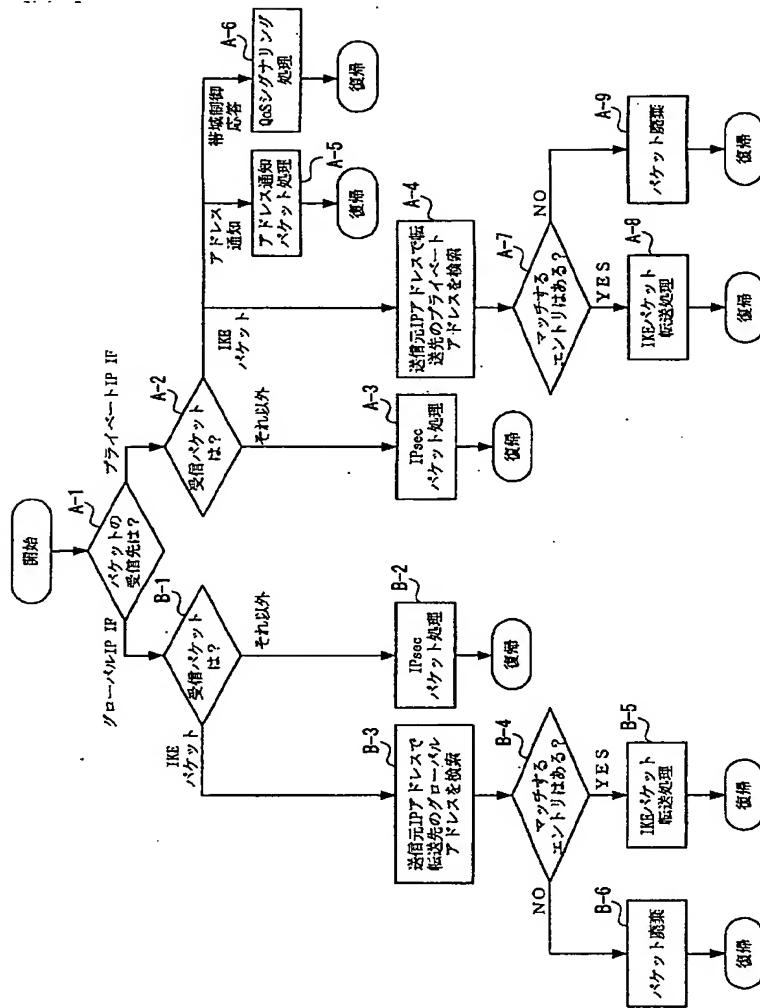 開始
A-1
パケットの
受信先は?
グローバルIP IF
プライベートIP IF
B-1
受信パケット
は?
IKE
パケット
それ以外
B-2
IPsec
パケット処理
復帰
B-3
送信元IPアドレスで
転送先のグローバル
アドレスを検索
B-4
マッチする
エントリはある?
NO
YES
B-5
IKEパケット
転送処理
復帰
B-6
パケット廃棄
復帰
A-2
受信パケット
は?
それ以外
A-3
IPsec
パケット処理
復帰
IKE
パケット
アドレス
通知
帯域制御
応答
A-5
アドレス通知
パケット処理
復帰
A-6
QoSシグナリング
処理
復帰
A-4
送信元IPアドレスで転
送先のプライベート
アドレスを検索
A-7
マッチする
エントリはある?
YES
NO
A-8
IKEパケット
転送処理
復帰
A-9
パケット廃棄
復帰